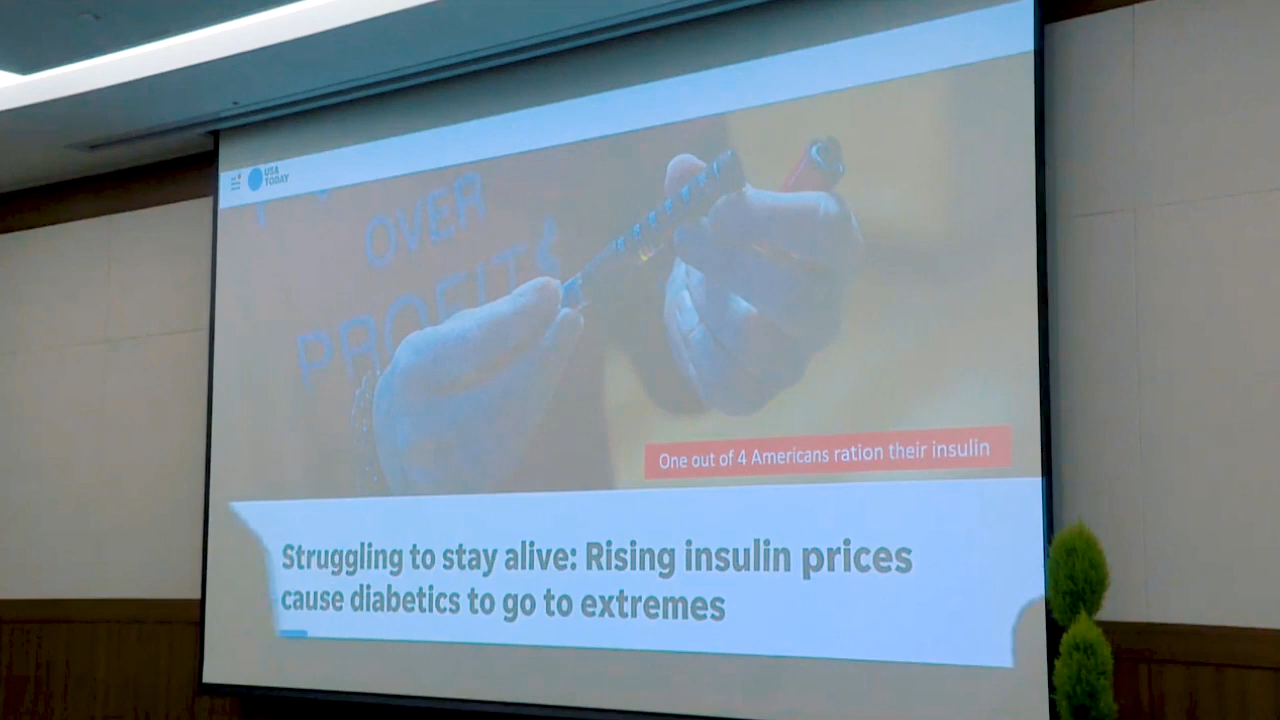 USA
TODAY
OVER
PROFITS
One out of 4 Americans ration their insulin
Struggling to stay alive: Rising insulin prices
cause diabetics to go to extremes